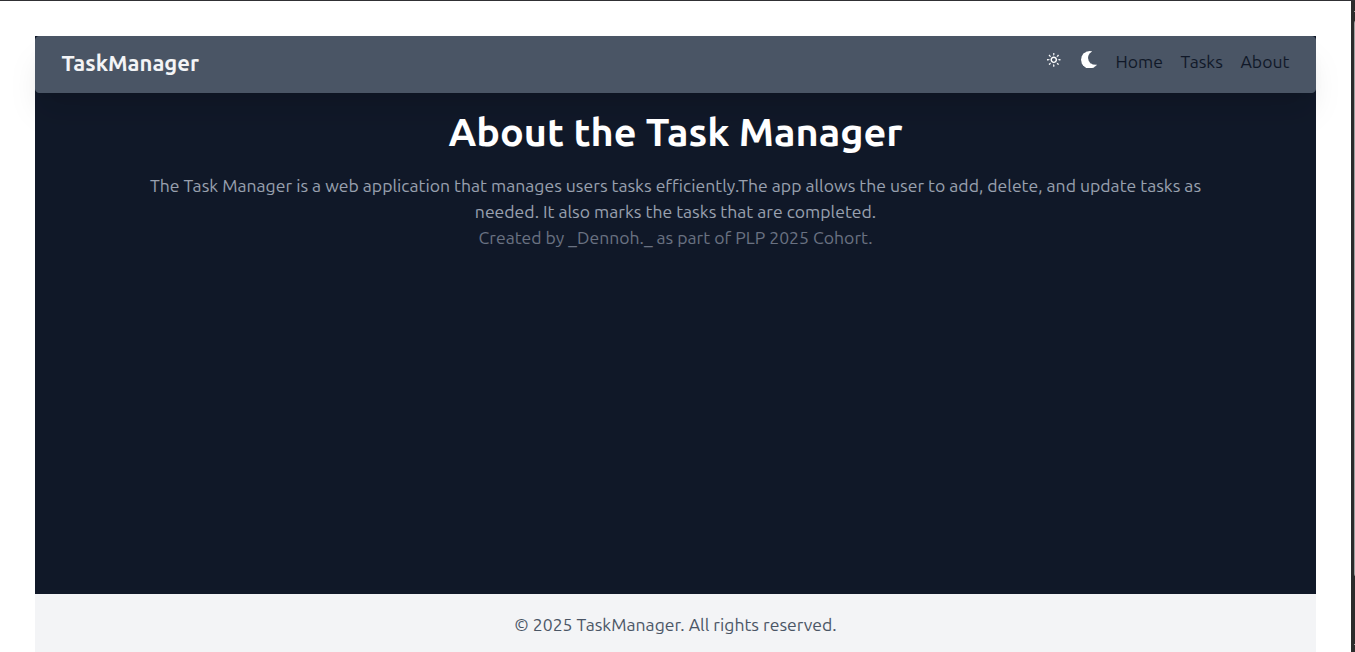 TaskManager
Home Tasks About
About the Task Manager
The Task Manager is a web application that manages users tasks efficiently.The app allows the user to add, delete, and update tasks as
needed. It also marks the tasks that are completed.
Created by _Dennoh._ as part of PLP 2025 Cohort.
© 2025 TaskManager. All rights reserved.